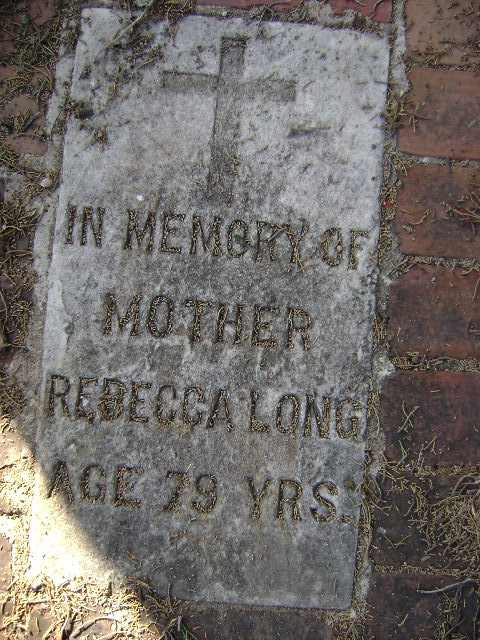 IN MEMORY OF
MOTHER
REBECCA LONG
AGE 79 YRS.